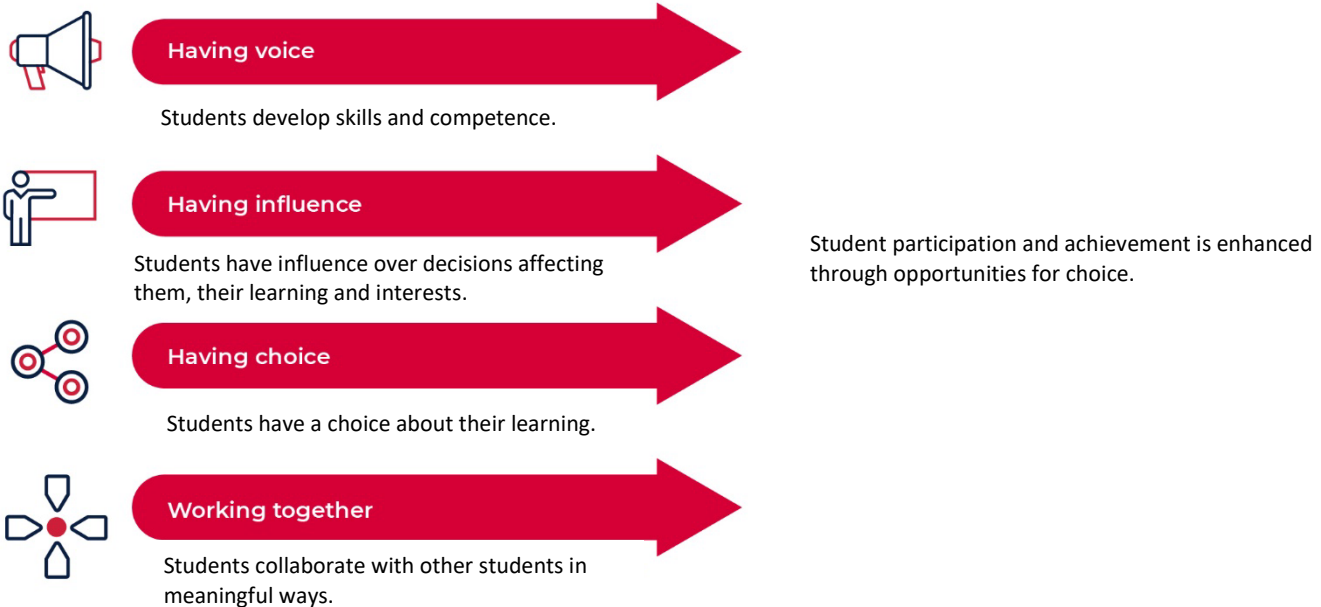 Having voice
Students develop skills and competence.
Having influence
Students have influence over decisions affecting
them, their learning and interests.
Having choice
Students have a choice about their learning.
Working together
Students collaborate with other students in
meaningful ways.
Student participation and achievement is enhanced
through opportunities for choice.